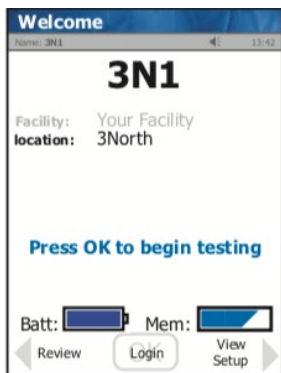 Welcome
Name: 3N1 13:42
3N1
Facility: Your Facility
location: 3North
Press OK to begin testing
Batt: Mem:
Review OK Login View Setup